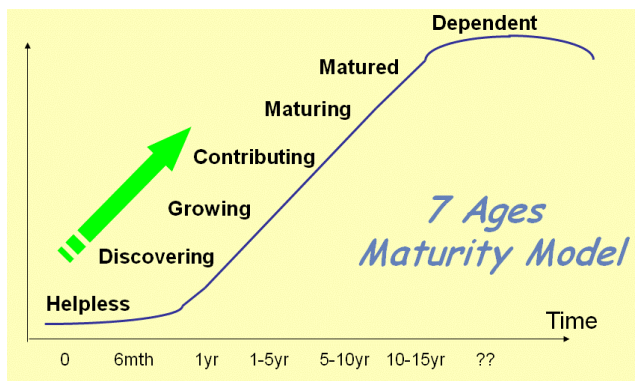 Dependent
Matured
Maturing
Contributing
Growing
Discovering
Helpless
7 Ages
Maturity Model
Time
0 6mth 1yr 1-5yr 5-10yr 10-15yr ??